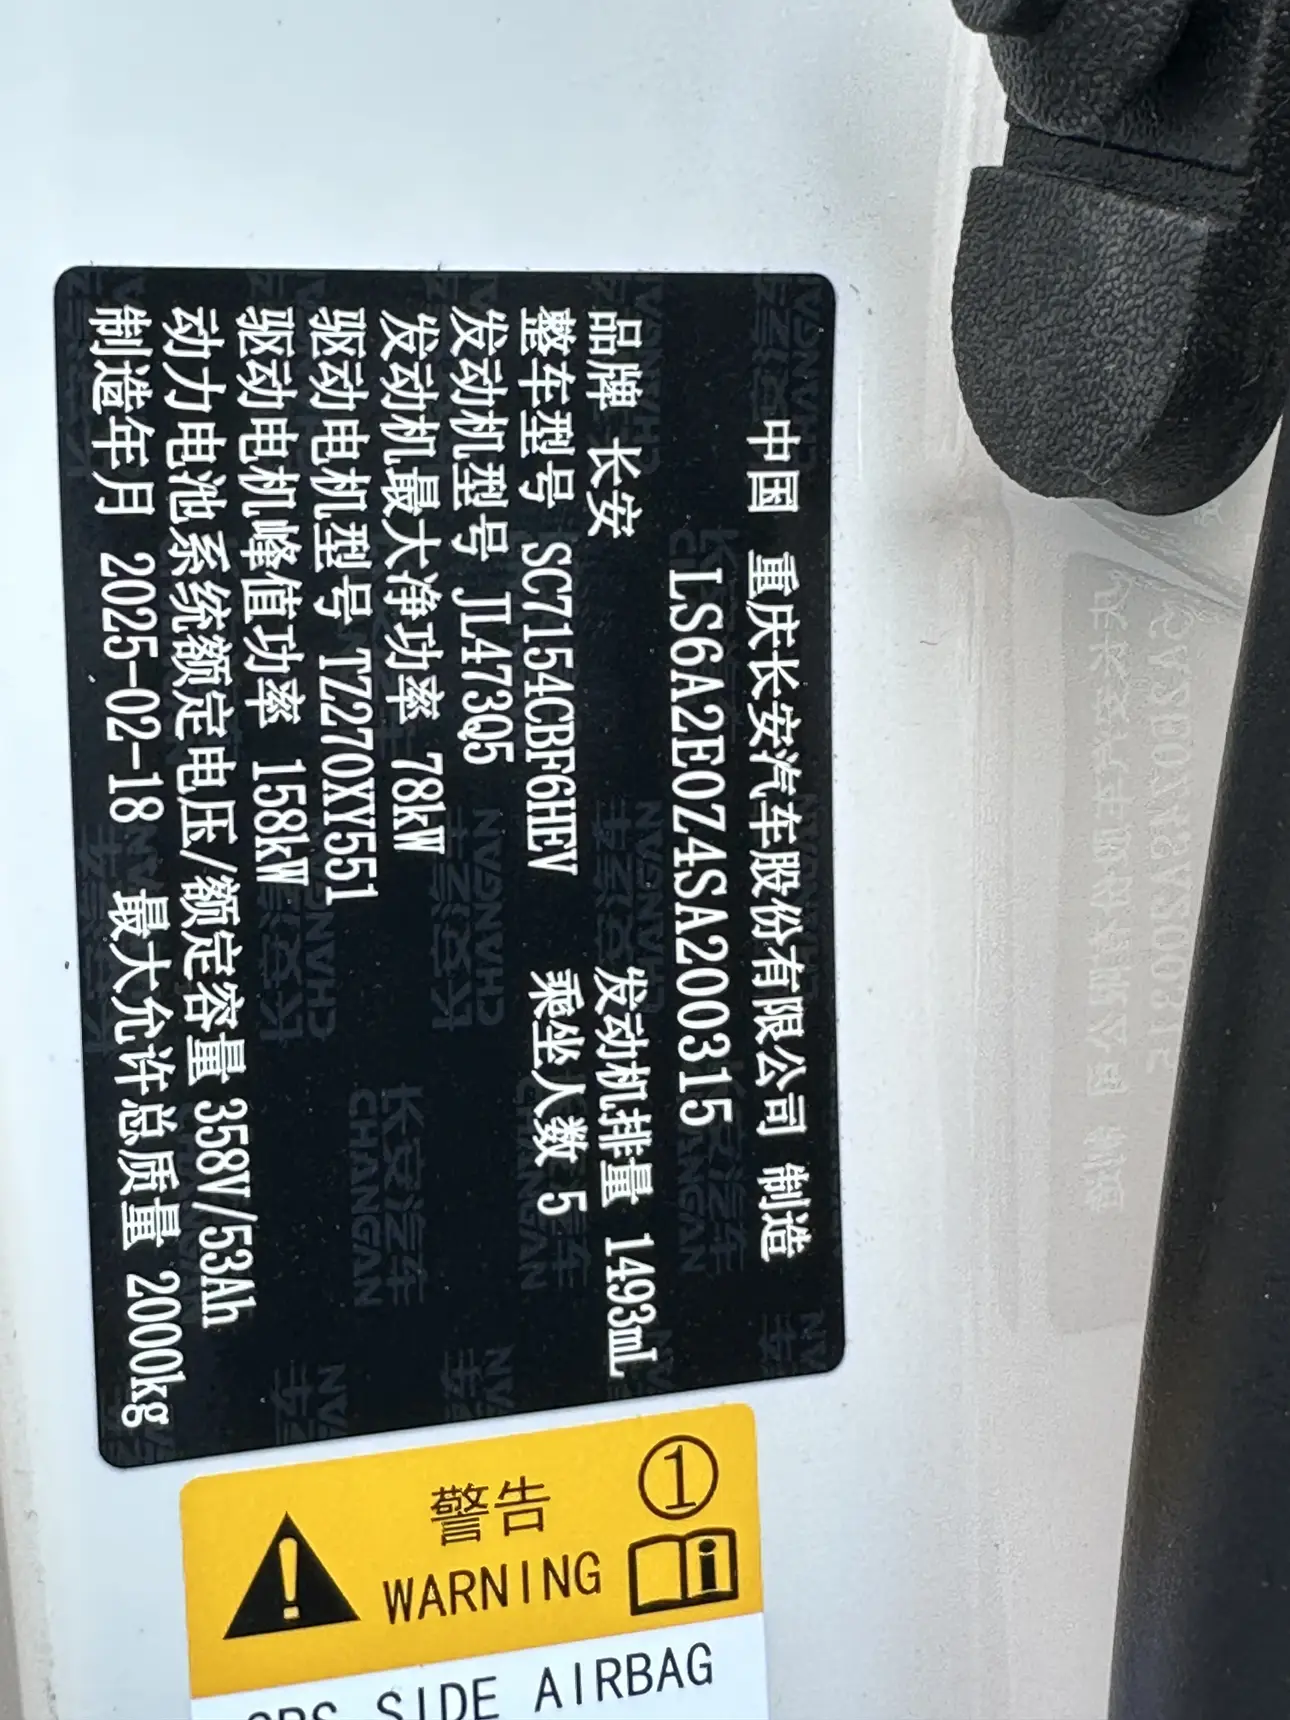 中国 重庆长安汽车股份有限公司 制造
LS6A2E0Z4SA200315
品牌 长安 发动机排量 1493mL
整车型号 SC7154CBF6HEV 乘坐人数 5
发动机型号 JL473Q5
发动机最大净功率 78kW
驱动电机型号 TZ270XY551
驱动电机峰值功率 158kW
动力电池系统额定电压/额定容量 358V/53Ah
制造年月 2025-02-18 最大允许总质量 2000kg
警告 ①
WARNING
SIDE AIRBAG